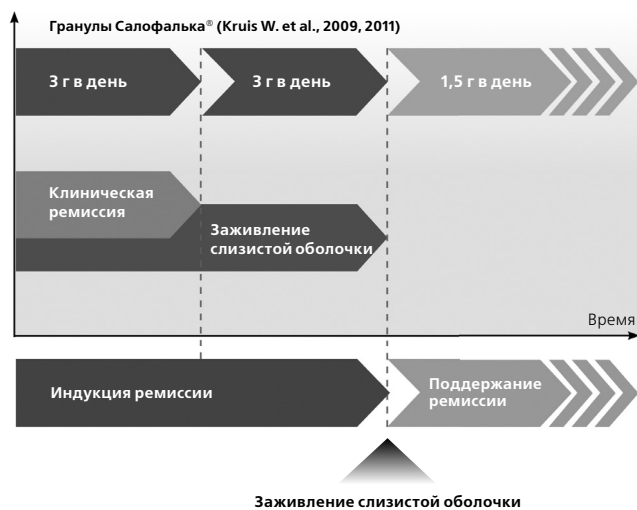 Гранулы Салофалька® (Kruis W. et al., 2009, 2011)
3 г в день
3 г в день
1,5 г в день
Клиническая
ремиссия
Заживление
слизистой оболочки
Время
Индукция ремиссии
Поддержание
ремиссии
Заживление слизистой оболочки